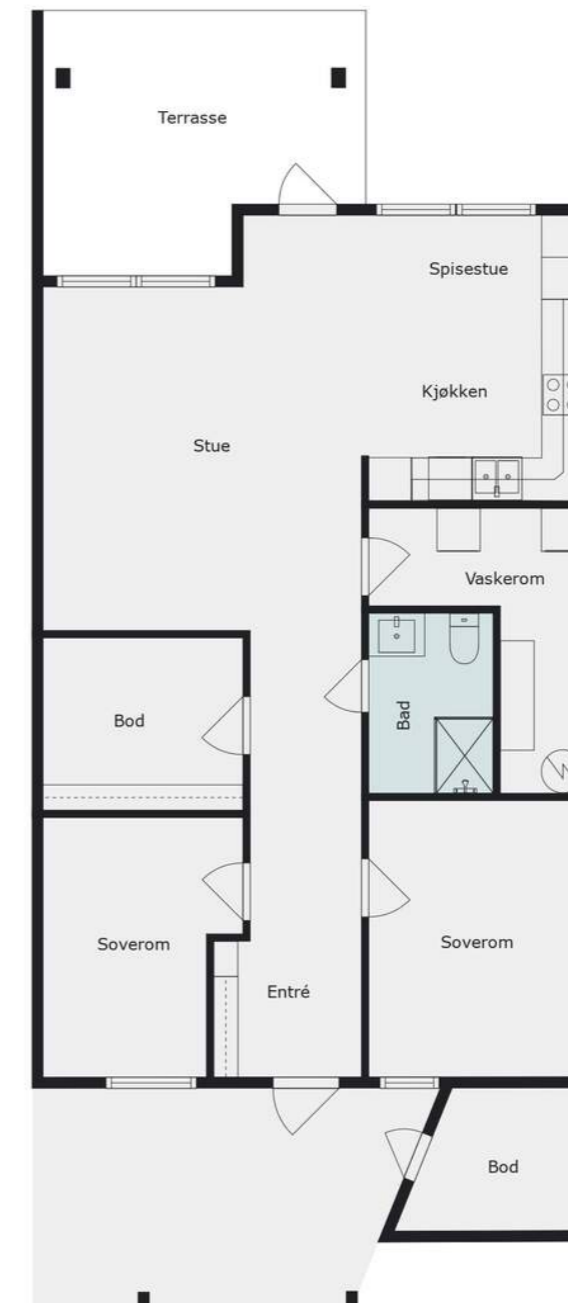 Terrasse
Spisestue
Kjøkken
Stue
Vaskerom
Bod
Bad
Soverom
Soverom
Entré
Bod